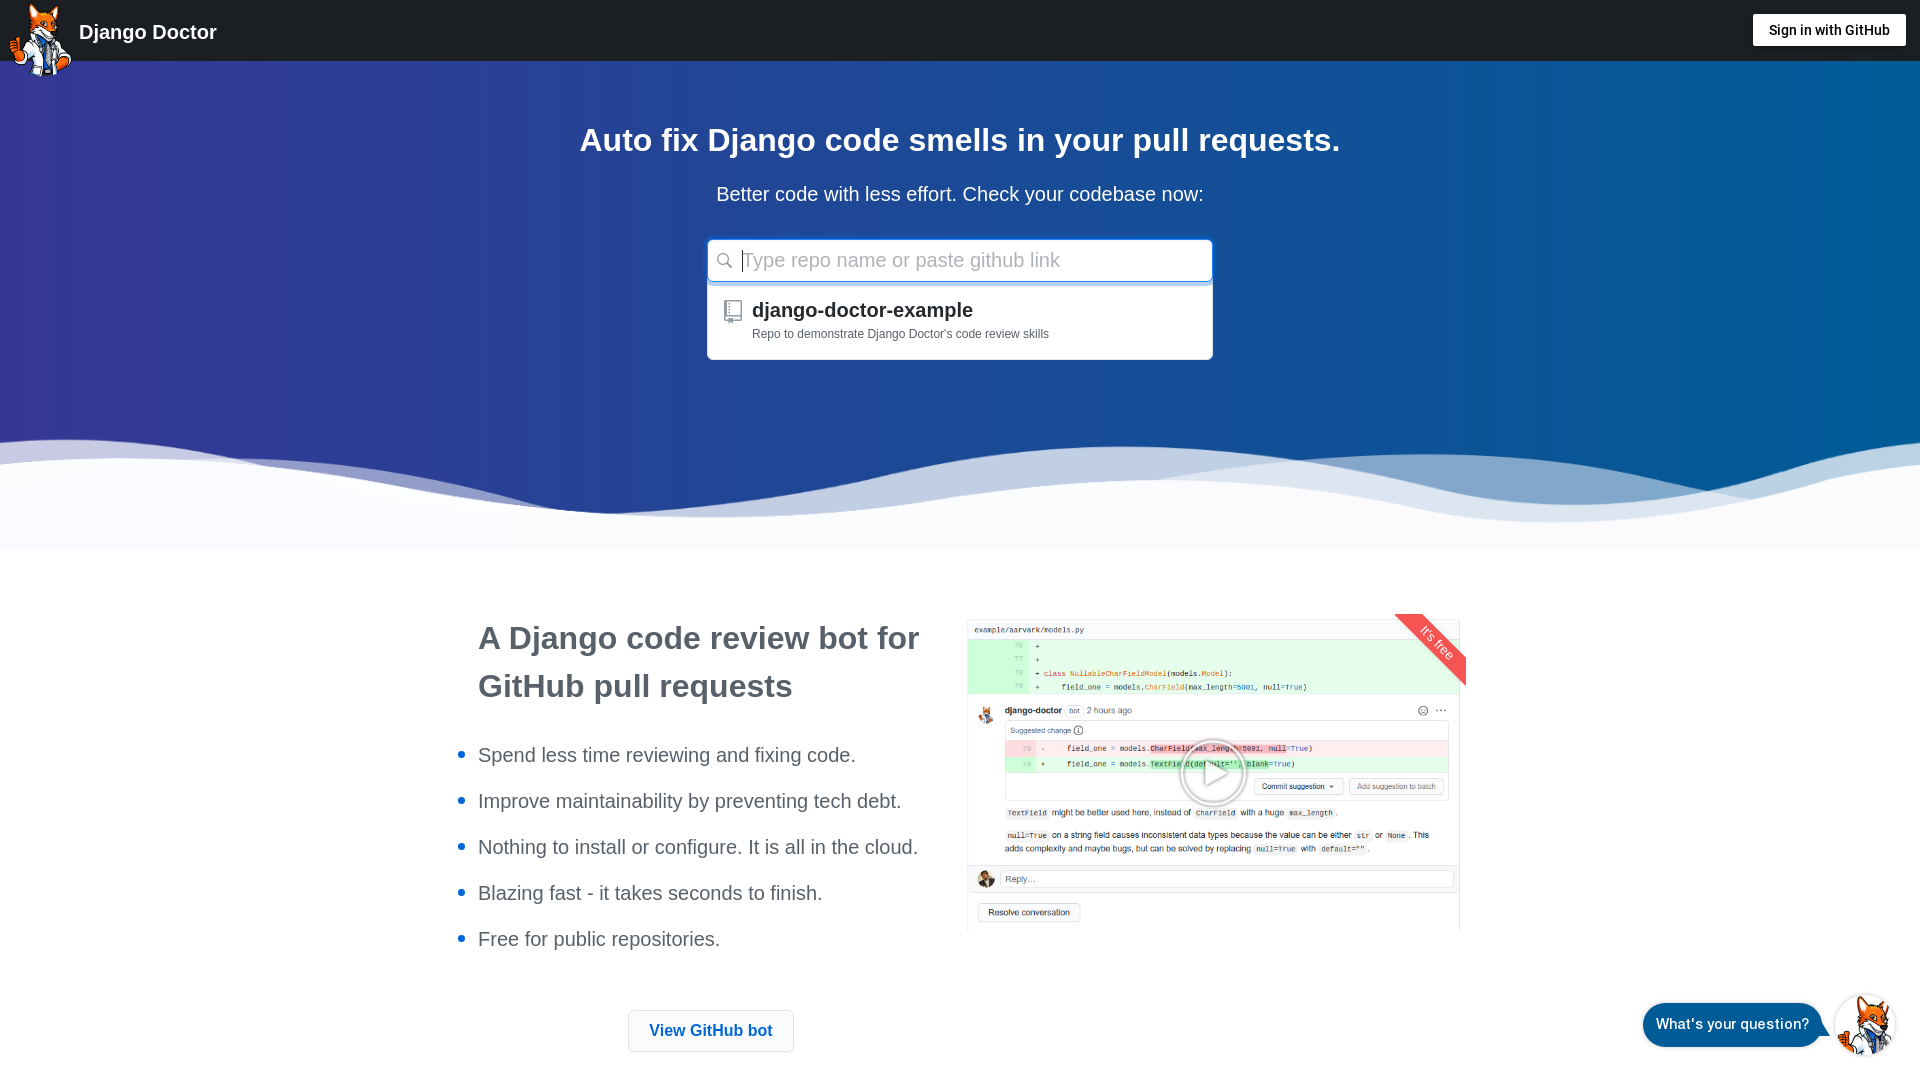 Django Doctor
Sign in with GitHub
Auto fix Django code smells in your pull requests.
Better code with less effort. Check your codebase now:
Type repo name or paste github link
django-doctor-example
Repo to demonstrate Django Doctor's code review skills
A Django code review bot for
GitHub pull requests
Spend less time reviewing and fixing code.
Improve maintainability by preventing tech debt.
Nothing to install or configure. It is all in the cloud.
Blazing fast - it takes seconds to finish.
Free for public repositories.
View GitHub bot
example/aarvark/models.py
It's free
76 +
77 +
78 + class NullableCharFieldModel(models.Model):
79 + field_one = models.CharField(max_length=5001, null=True)
django-doctor bot 2 hours ago
Suggested change
79 - field_one = models.CharField(max_length=5001, null=True)
79 + field_one = models.TextField(default='', blank=True)
Commit suggestion
Add suggestion to batch
TextField might be better used here, instead of CharField with a huge max_length.
null=True on a string field causes inconsistent data types because the value can be either str or None. This
adds complexity and maybe bugs, but can be solved by replacing null=True with default="".
Reply...
Resolve conversation
What's your question?